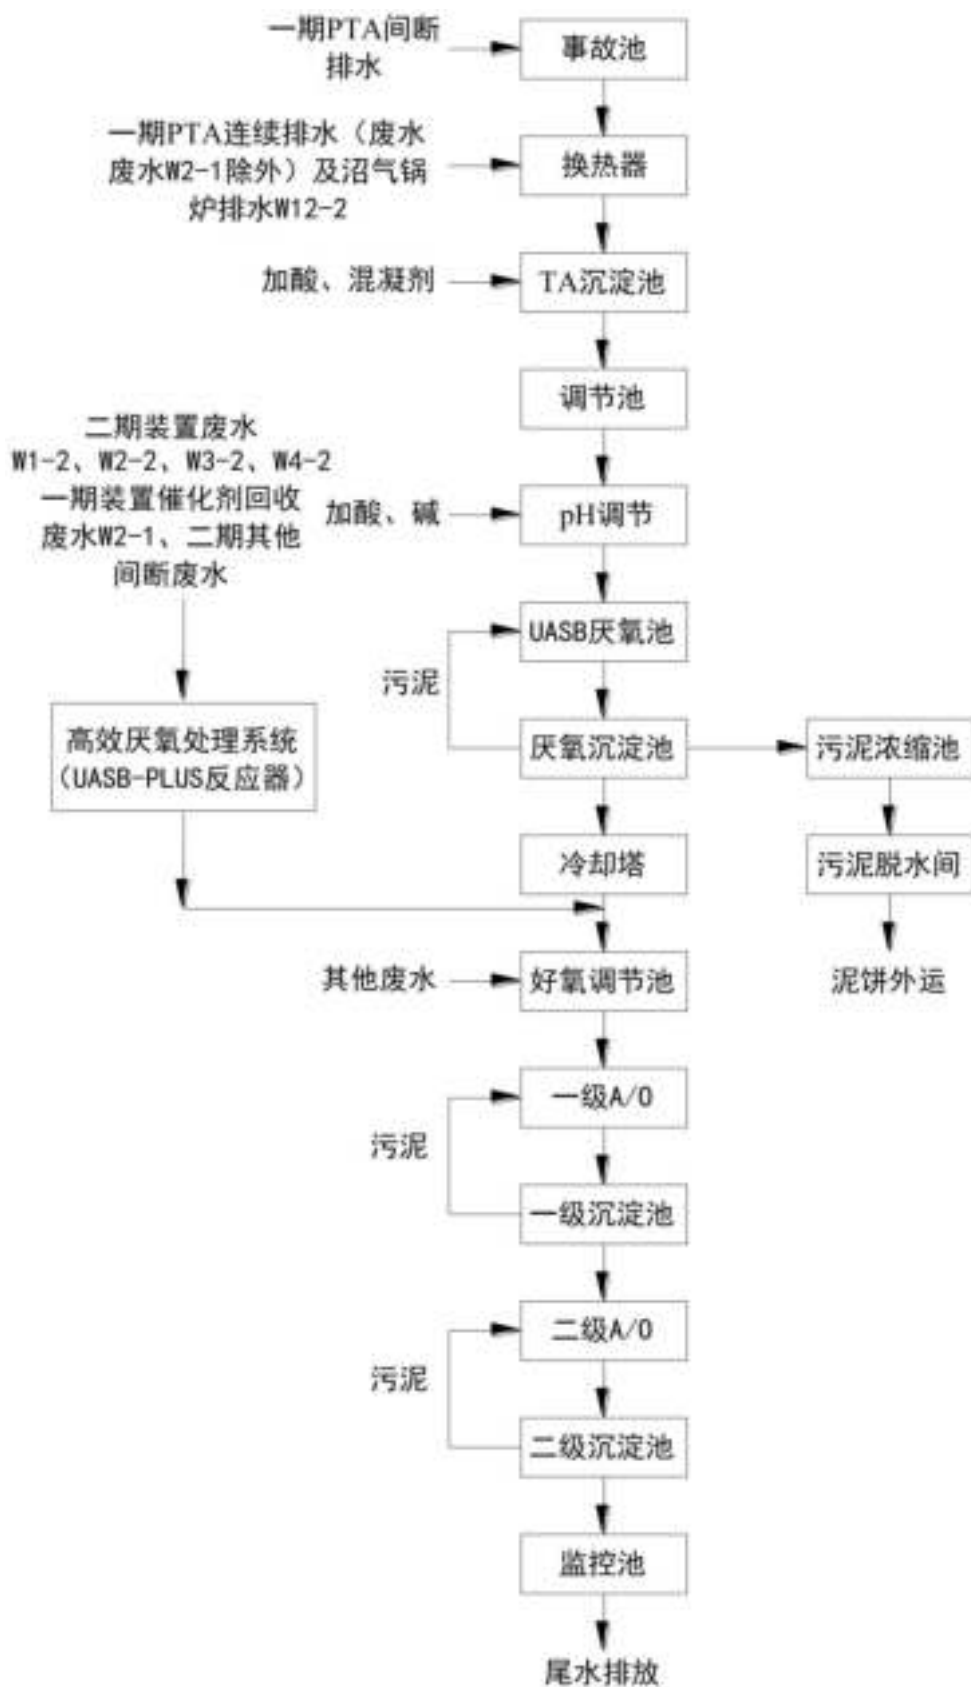 一期PTA间断
排水
事故池
一期PTA连续排水（废水
废水W2-1除外）及沼气锅
炉排水W12-2
换热器
加酸、混凝剂
TA沉淀池
调节池
二期装置废水
W1-2、W2-2、W3-2、W4-2
一期装置催化剂回收
废水W2-1、二期其他
间断废水
加酸、碱
pH调节
UASB厌氧池
污泥
高效厌氧处理系统
（UASB-PLUS反应器）
厌氧沉淀池
污泥浓缩池
冷却塔
污泥脱水间
其他废水
好氧调节池
泥饼外运
一级A/O
污泥
一级沉淀池
二级A/O
污泥
二级沉淀池
监控池
尾水排放